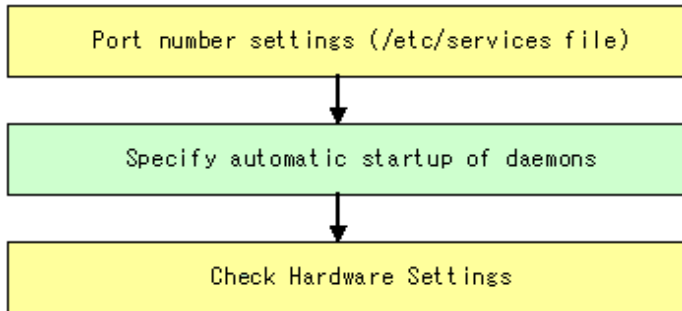 Port number settings (/etc/services file)
Specify automatic startup of daemons
Check Hardware Settings